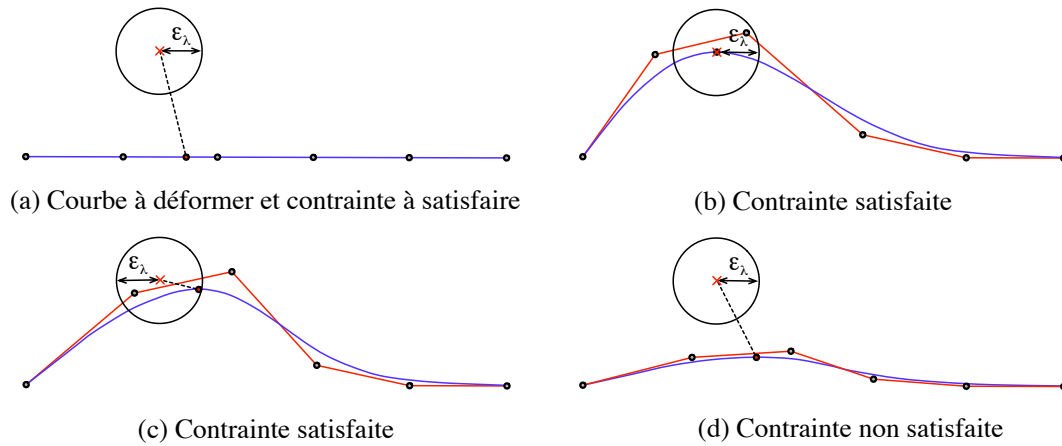 ε_λ
ε_λ
(a) Courbe à déformer et contrainte à satisfaire
(b) Contrainte satisfaite
ε_λ
ε_λ
(c) Contrainte satisfaite
(d) Contrainte non satisfaite